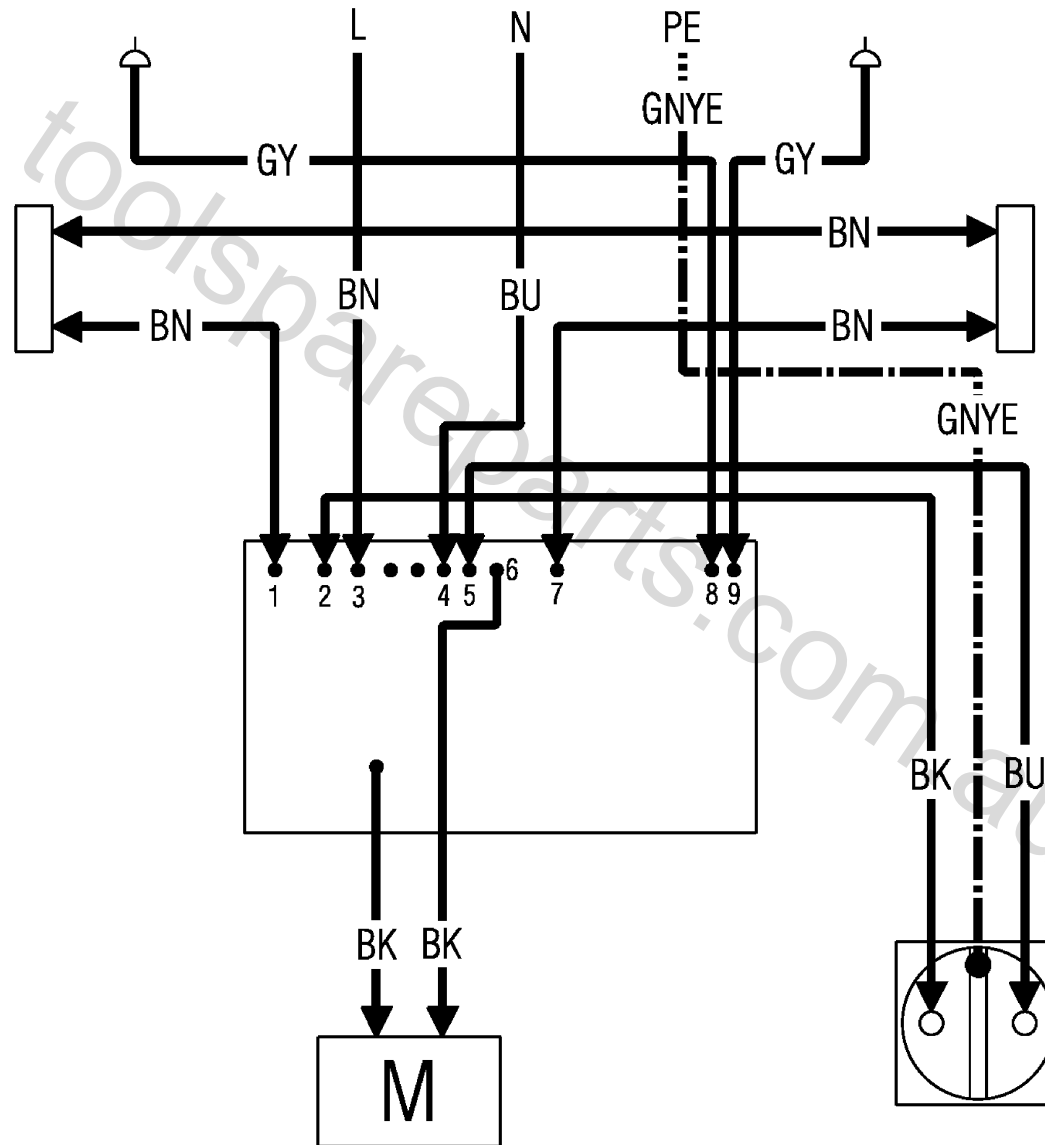 L N PE
GNYE
GY GY
BN
BN BU
BN BN
GNYE
1 2 3 4 5 6 7 8 9
BK BU
BK BK
M
toolspareparts.com.au